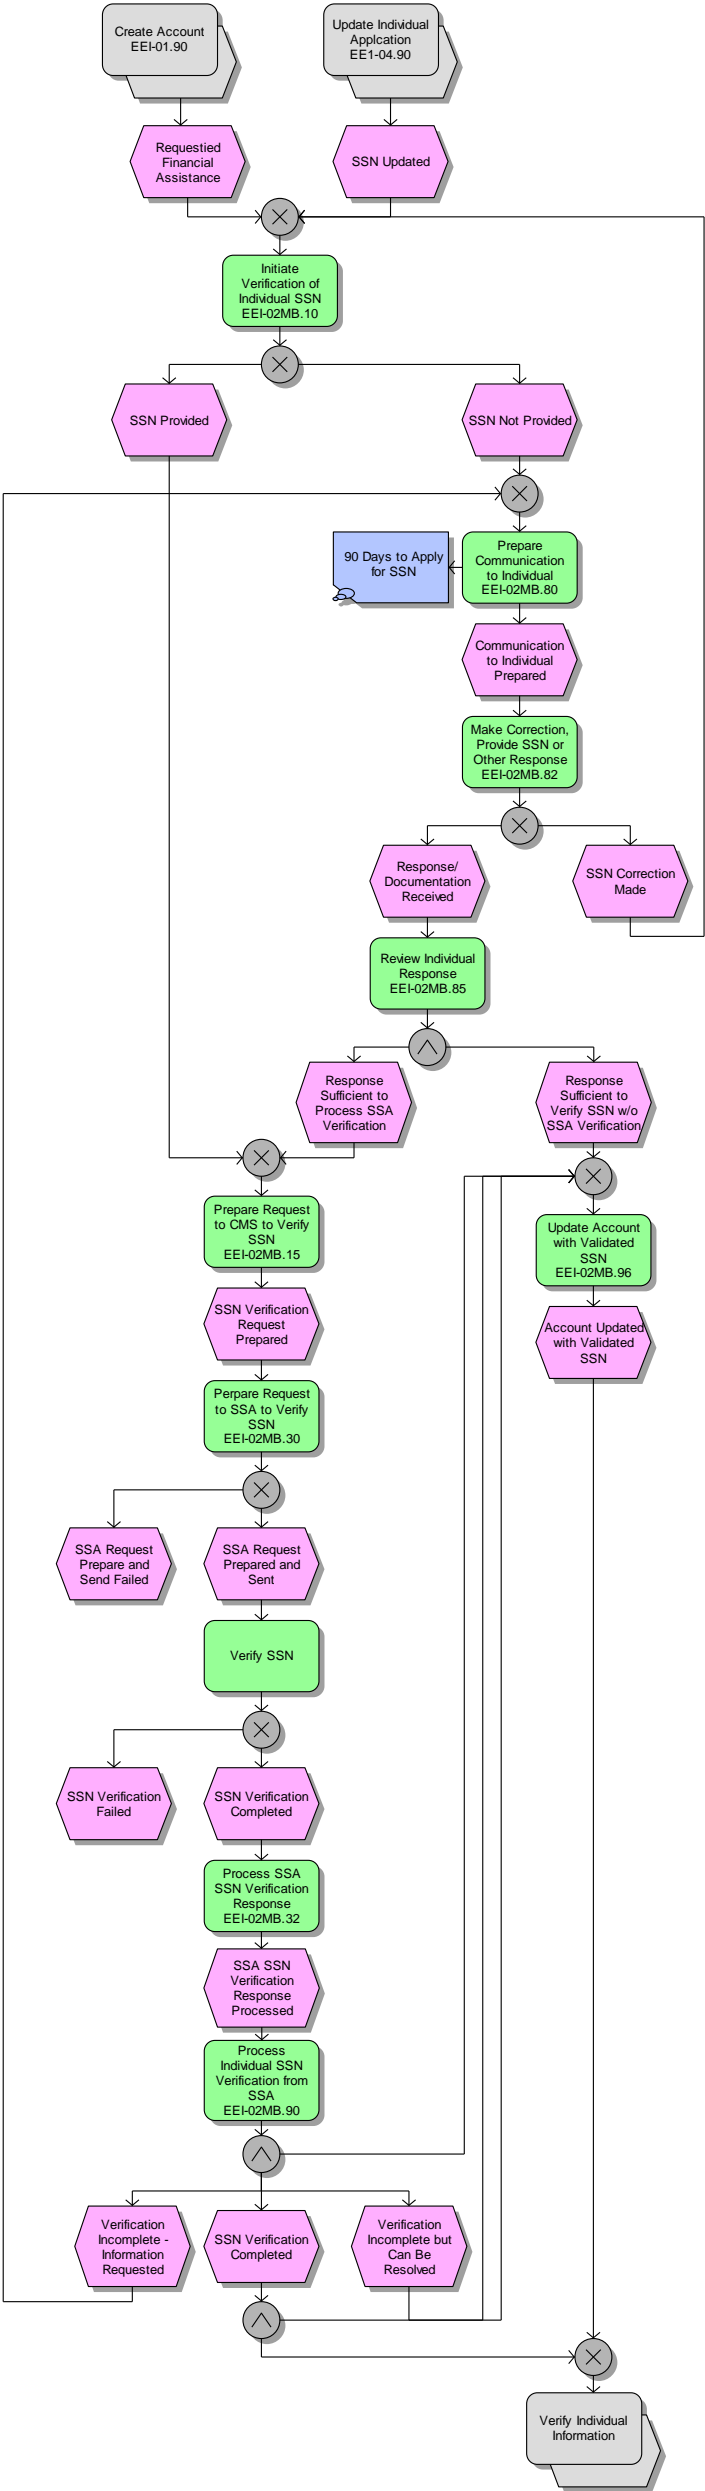 Create Account
EEI-01.90
Update Individual
Applcation
EE1-04.90
Requestied
Financial
Assistance
SSN Updated
Initiate
Verification of
Individual SSN
EEI-02MB.10
SSN Provided
SSN Not Provided
90 Days to Apply
for SSN
Prepare
Communication
to Individual
EEI-02MB.80
Communication
to Individual
Prepared
Make Correction,
Provide SSN or
Other Response
EEI-02MB.82
Response/
Documentation
Received
SSN Correction
Made
Review Individual
Response
EEI-02MB.85
Response
Sufficient to
Process SSA
Verification
Response
Sufficient to
Verify SSN w/o
SSA Verification
Prepare Request
to CMS to Verify
SSN
EEI-02MB.15
Update Account
with Validated
SSN
EEI-02MB.96
SSN Verification
Request
Prepared
Account Updated
with Validated
SSN
Perpare Request
to SSA to Verify
SSN
EEI-02MB.30
SSA Request
Prepare and
Send Failed
SSA Request
Prepared and
Sent
Verify SSN
SSN Verification
Failed
SSN Verification
Completed
Process SSA
SSN Verification
Response
EEI-02MB.32
SSA SSN
Verification
Response
Processed
Process
Individual SSN
Verification from
SSA
EEI-02MB.90
Verification
Incomplete -
Information
Requested
SSN Verification
Completed
Verification
Incomplete but
Can Be
Resolved
Verify Individual
Information